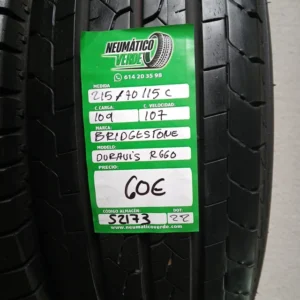 NEUMÁTICO
VERDE
614 20 35 98
MEDIDA
215/70/15 C
C. CARGA: C. VELOCIDAD:
109 107
MARCA:
BRIDGESTONE
MODELO:
DURAVIS R660
PRECIO:
60€
CÓDIGO ALMACÉN DOT
52173 22
www.neumaticoverde.com